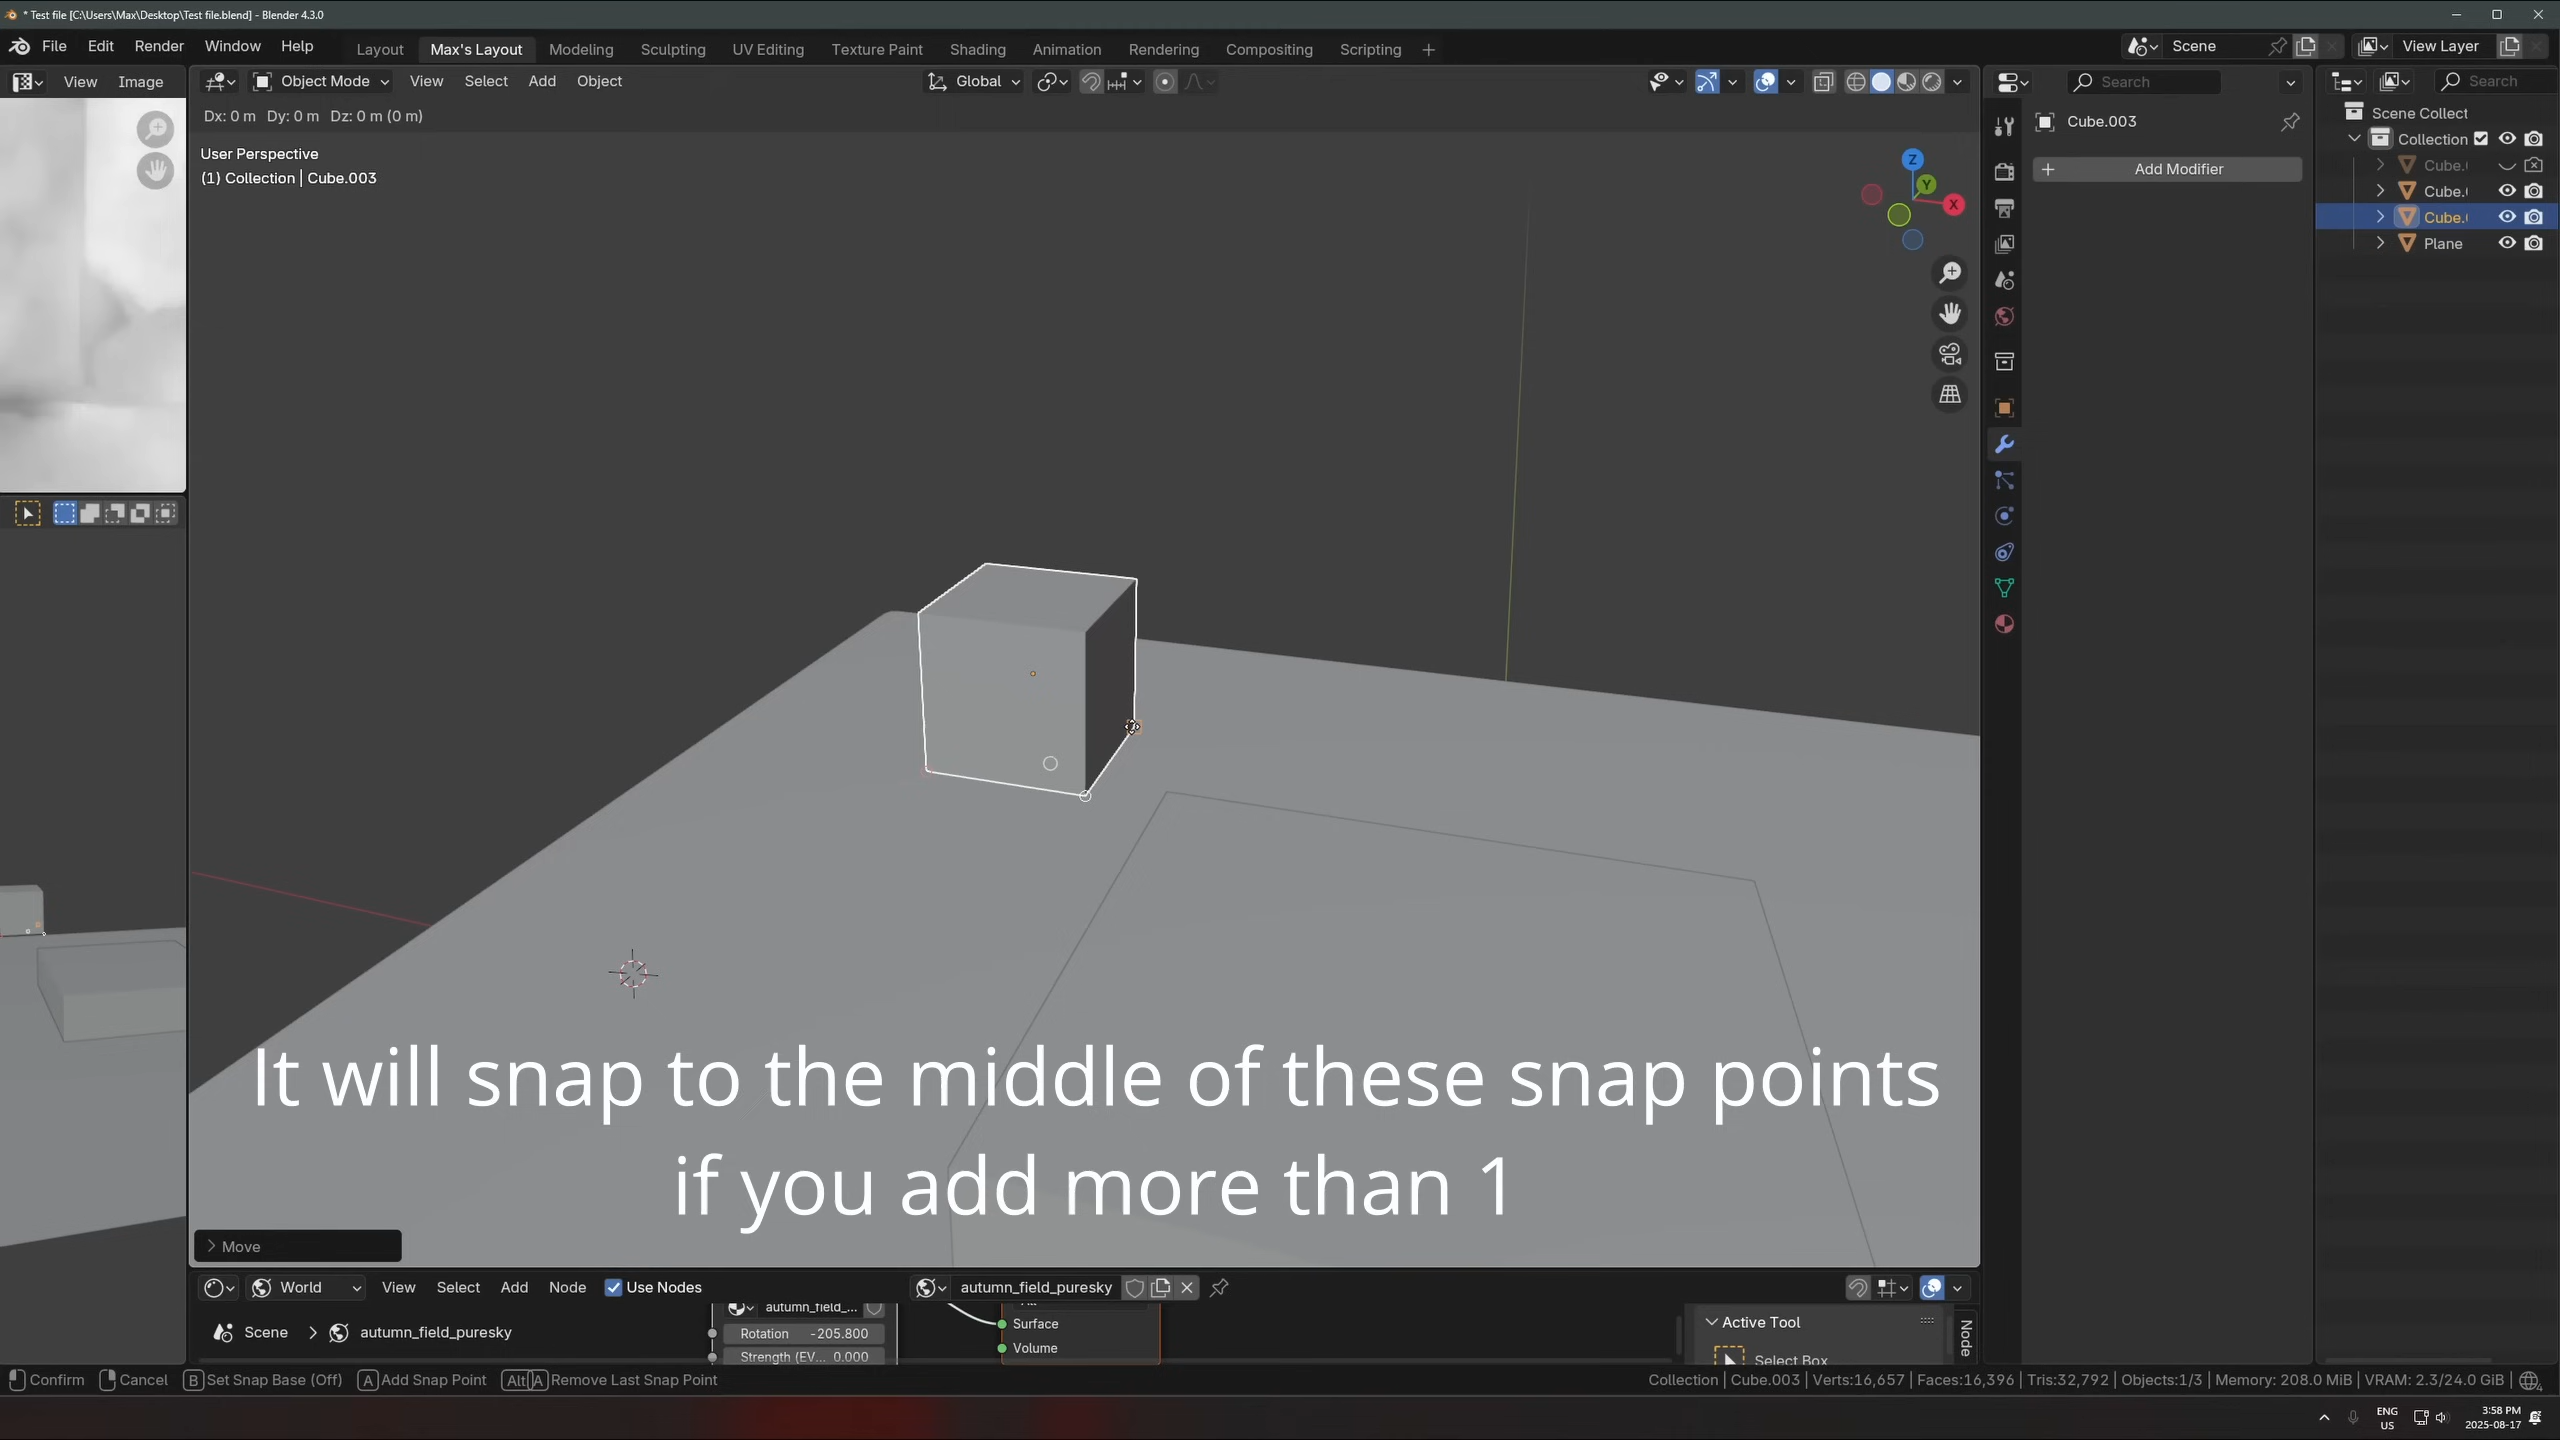 * Test file [C:\Users\Max\Desktop\Test file.blend] - Blender 4.3.0
File Edit Render Window Help Layout Max's Layout Modeling Sculpting UV Editing Texture Paint Shading Animation Rendering Compositing Scripting Scene View Layer
View Image Object Mode View Select Add Object Global Search Search
Dx: 0 m Dy: 0 m Dz: 0 m (0 m)
User Perspective
(1) Collection | Cube.003
Z
Y
X
Cube.003
Add Modifier
Scene Collect
Collection
Cube.(
Cube.(
Cube.(
Plane
It will snap to the middle of these snap points
if you add more than 1
Move
World View Select Add Node Use Nodes autumn_field_puresky
autumn_field_...
Scene > autumn_field_puresky
Rotation -205.800
Strength (EV... 0.000
Surface
Volume
Active Tool
Select Box
Node
Confirm Cancel B Set Snap Base (Off) A Add Snap Point Alt A Remove Last Snap Point
Collection | Cube.003 | Verts:16,657 | Faces:16,396 | Tris:32,792 | Objects:1/3 | Memory: 208.0 MiB | VRAM: 2.3/24.0 GiB |
ENG
US
3:58 PM
2025-08-17